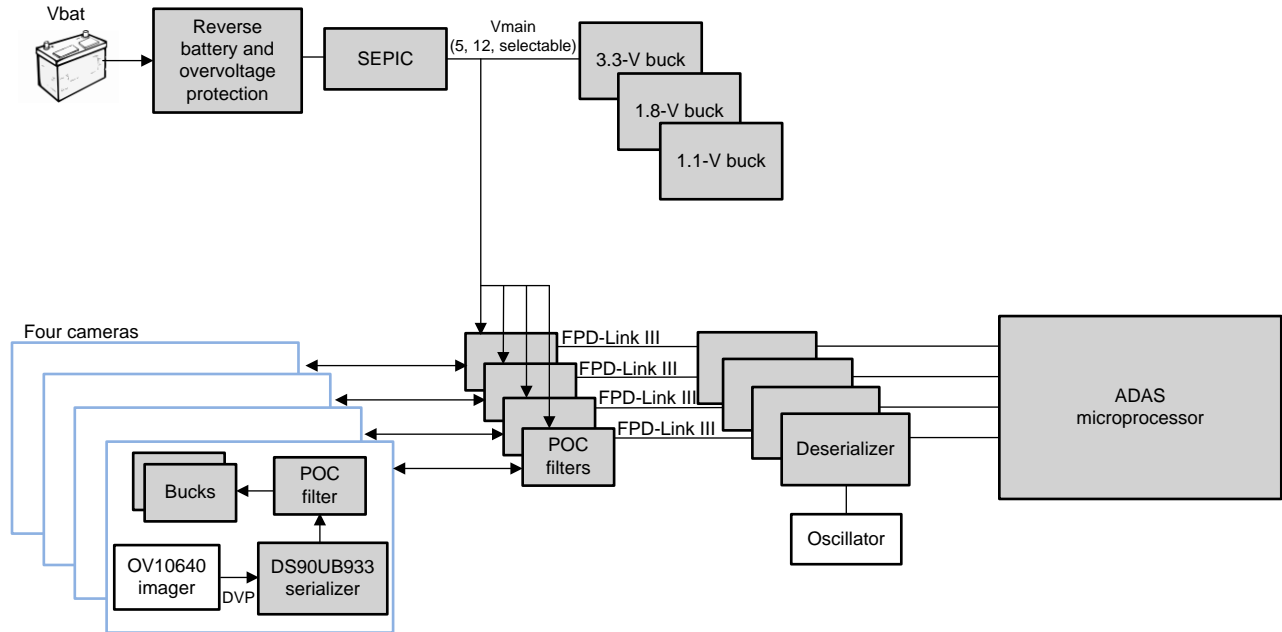 Vbat
Reverse
battery and
overvoltage
protection
SEPIC
Vmain
(5, 12, selectable)
3.3-V buck
1.8-V buck
1.1-V buck
Four cameras
FPD-Link III
FPD-Link III
FPD-Link III
FPD-Link III
POC
filters
Deserializer
Oscillator
ADAS
microprocessor
Bucks
POC
filter
OV10640
imager
DVP
DS90UB933
serializer